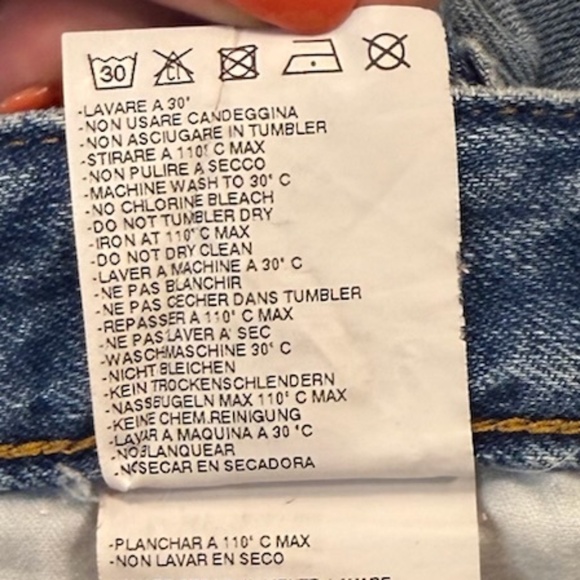 30 CL
-LAVARE A 30°
-NON USARE CANDEGGINA
-NON ASCIUGARE IN TUMBLER
-STIRARE A 110° C MAX
-NON PULIRE A SECCO
-MACHINE WASH TO 30° C
-NO CHLORINE BLEACH
-DO NOT TUMBLER DRY
-IRON AT 110°C MAX
-DO NOT DRY CLEAN
-LAVER A MACHINE A 30° C
-NE PAS BLANCHIR
-NE PAS CECHER DANS TUMBLER
-REPASSER A 110° C MAX
-NE PAS LAVER A' SEC
-WASCHMASCHINE 30° C
-NICHT BLEICHEN
-KEIN TROCKENSCHLENDERN
-NASSBUGELN MAX 110° C MAX
-KEINE CHEM.REINIGUNG
-LAVAR A MAQUINA A 30 °C
-NO BLANQUEAR
-NO SECAR EN SECADORA
-PLANCHAR A 110° C MAX
-NON LAVAR EN SECO